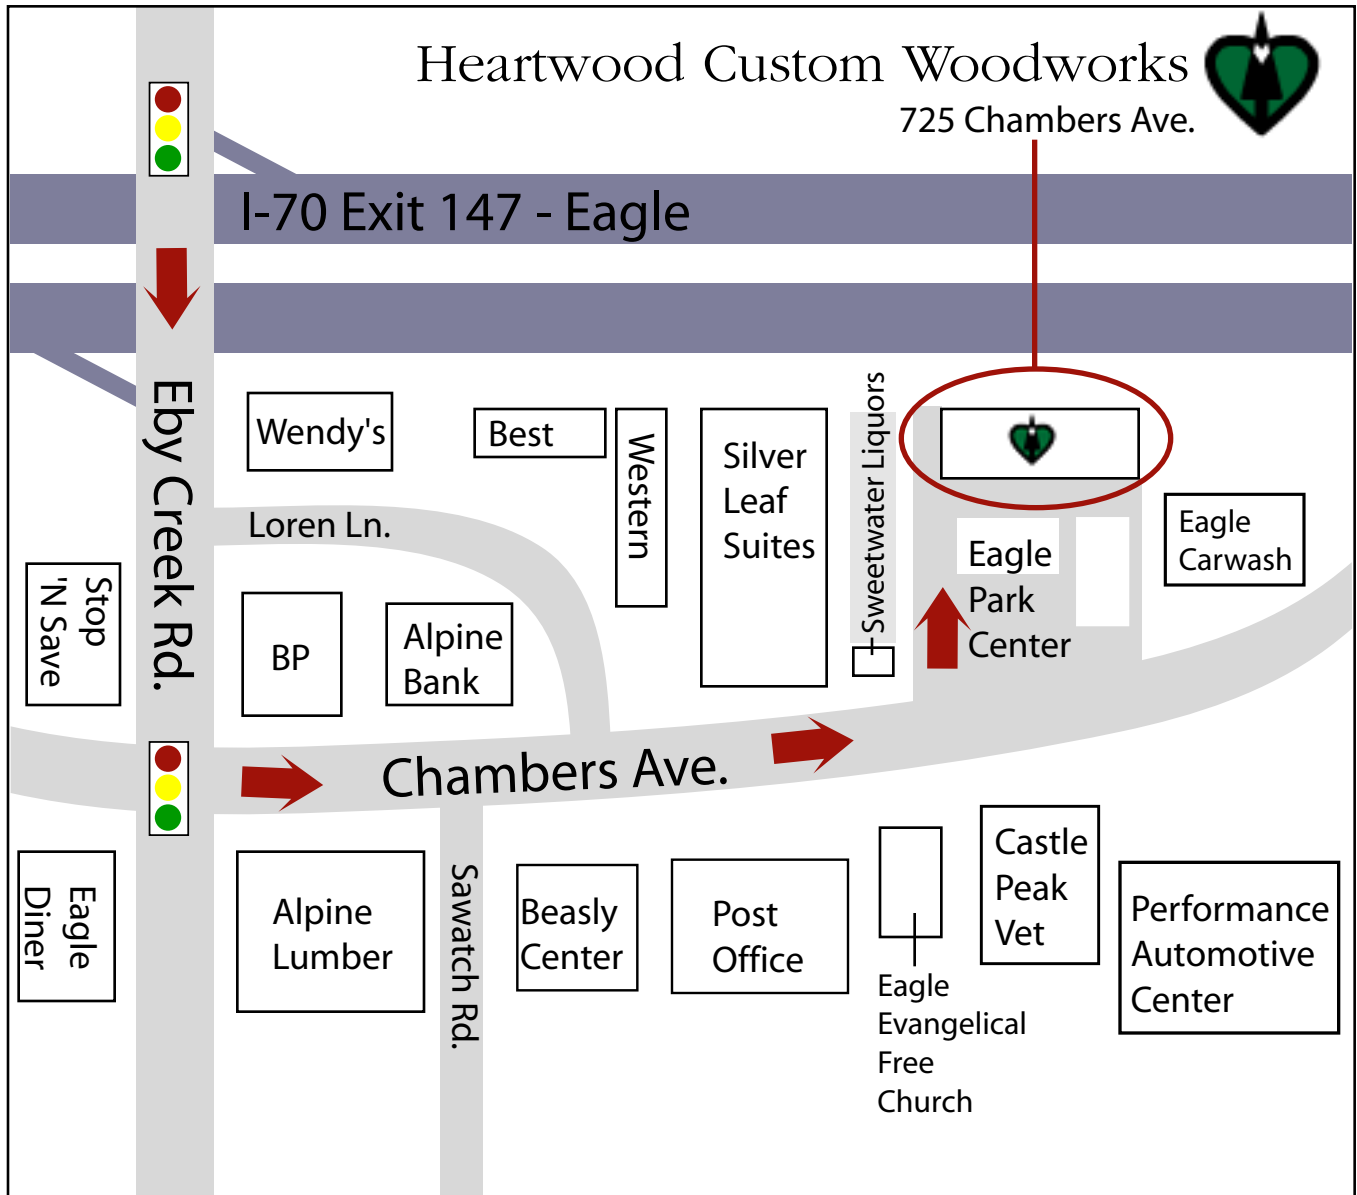 Heartwood Custom Woodworks
725 Chambers Ave.
I-70 Exit 147 - Eagle
Eby Creek Rd.
Wendy's
Best
Western
Silver
Leaf
Suites
Sweetwater Liquors
Eagle
Park
Center
Eagle
Carwash
Loren Ln.
Stop
'N Save
BP
Alpine
Bank
Chambers Ave.
Eagle
Diner
Alpine
Lumber
Sawatch Rd.
Beasly
Center
Post
Office
Eagle
Evangelical
Free
Church
Castle
Peak
Vet
Performance
Automotive
Center